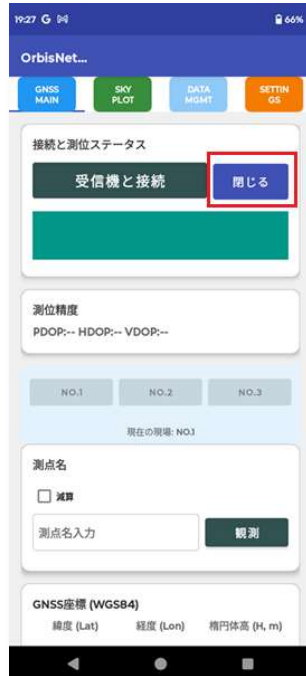 19:27 G 66%
OrbisNet...
GNSS MAIN
SKY PLOT
DATA MGMT
SETTIN GS
接続と測位ステータス
受信機と接続 閉じる
測位精度
PDOP:-- HDOP:-- VDOP:--
NO.1 NO.2 NO.3
現在の現場: NO.1
測点名
減算
測点名入力 観測
GNSS座標 (WGS84)
緯度 (Lat) 経度 (Lon) 楕円体高 (H, m)